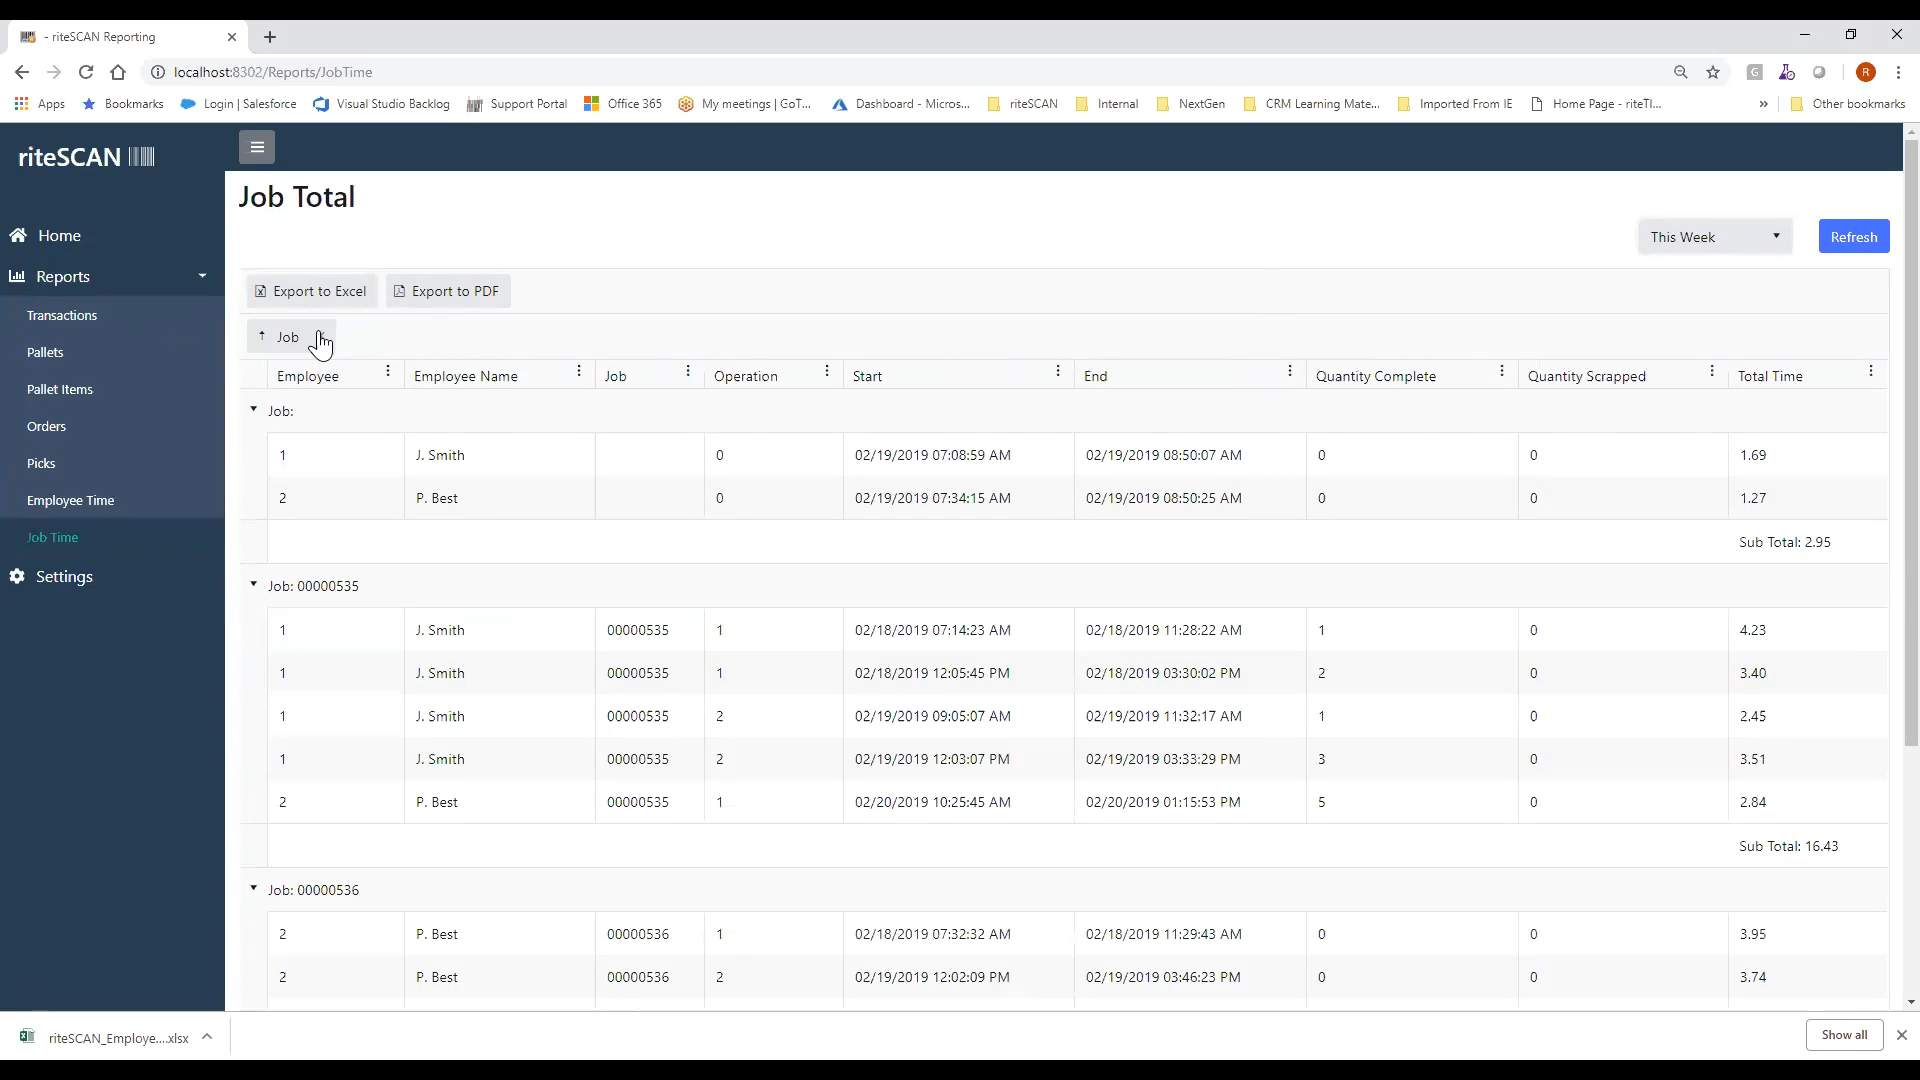 - riteSCAN Reporting
localhost:8302/Reports/JobTime
R
Apps Bookmarks Login | Salesforce Visual Studio Backlog Support Portal Office 365 My meetings | GoT... Dashboard - Micros... riteSCAN Internal NextGen CRM Learning Mate... Imported From IE Home Page - riteTI... » Other bookmarks
riteSCAN
Job Total
Home
This Week Refresh
Reports
Export to Excel Export to PDF
Transactions
Job
Pallets
Employee Employee Name Job Operation Start End Quantity Complete Quantity Scrapped Total Time
Pallet Items
Job:
Orders
1 J. Smith 0 02/19/2019 07:08:59 AM 02/19/2019 08:50:07 AM 0 0 1.69
Picks
2 P. Best 0 02/19/2019 07:34:15 AM 02/19/2019 08:50:25 AM 0 0 1.27
Employee Time
Job Time
Sub Total: 2.95
Settings
Job: 00000535
1 J. Smith 00000535 1 02/18/2019 07:14:23 AM 02/18/2019 11:28:22 AM 1 0 4.23
1 J. Smith 00000535 1 02/18/2019 12:05:45 PM 02/18/2019 03:30:02 PM 2 0 3.40
1 J. Smith 00000535 2 02/19/2019 09:05:07 AM 02/19/2019 11:32:17 AM 1 0 2.45
1 J. Smith 00000535 2 02/19/2019 12:03:07 PM 02/19/2019 03:33:29 PM 3 0 3.51
2 P. Best 00000535 1 02/20/2019 10:25:45 AM 02/20/2019 01:15:53 PM 5 0 2.84
Sub Total: 16.43
Job: 00000536
2 P. Best 00000536 1 02/18/2019 07:32:32 AM 02/18/2019 11:29:43 AM 0 0 3.95
2 P. Best 00000536 2 02/19/2019 12:02:09 PM 02/19/2019 03:46:23 PM 0 0 3.74
riteSCAN_Employe....xlsx Show all